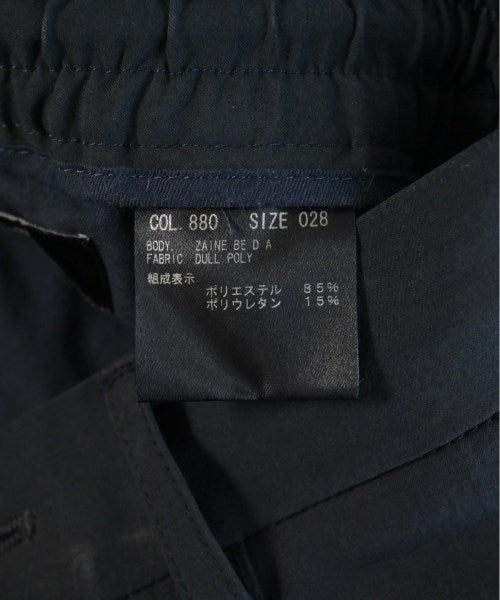 COL. 880 SIZE 028
BODY. ZAINE BE D A
FABRIC DULL POLY
組成表示
ポリエステル 85%
ポリウレタン 15%